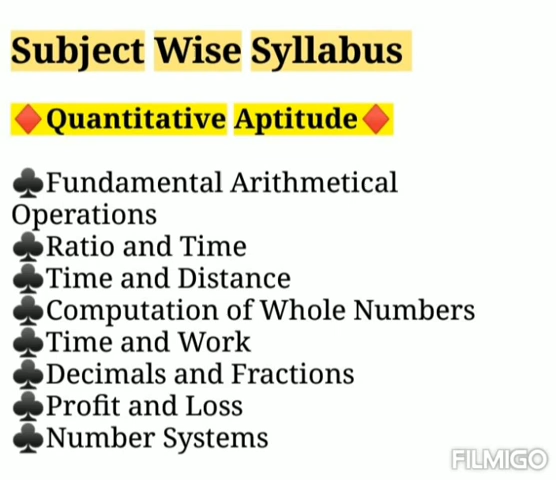 Subject Wise Syllabus
♦️Quantitative Aptitude♦️
♣️Fundamental Arithmetical
Operations
♣️Ratio and Time
♣️Time and Distance
♣️Computation of Whole Numbers
♣️Time and Work
♣️Decimals and Fractions
♣️Profit and Loss
♣️Number Systems
FILMIGO